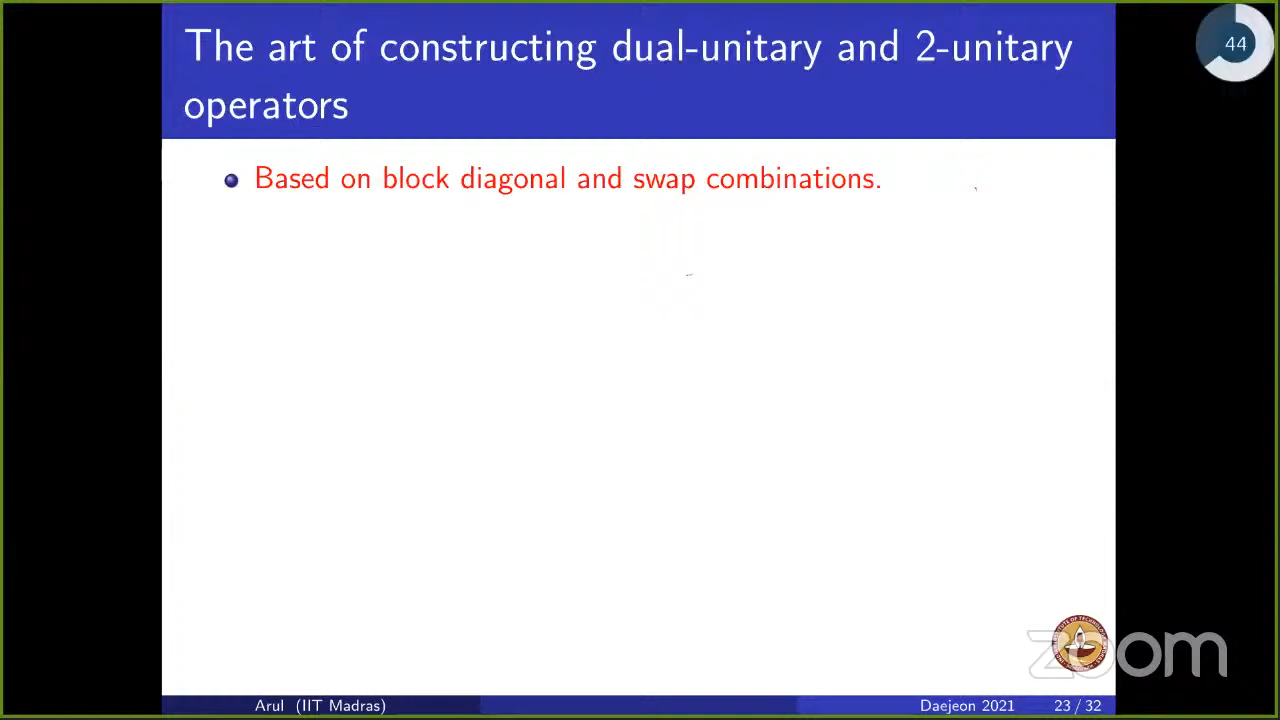 The art of constructing dual-unitary and 2-unitary
operators
44
Based on block diagonal and swap combinations.
zoom
Arul (IIT Madras)
Daejeon 2021
23 / 32